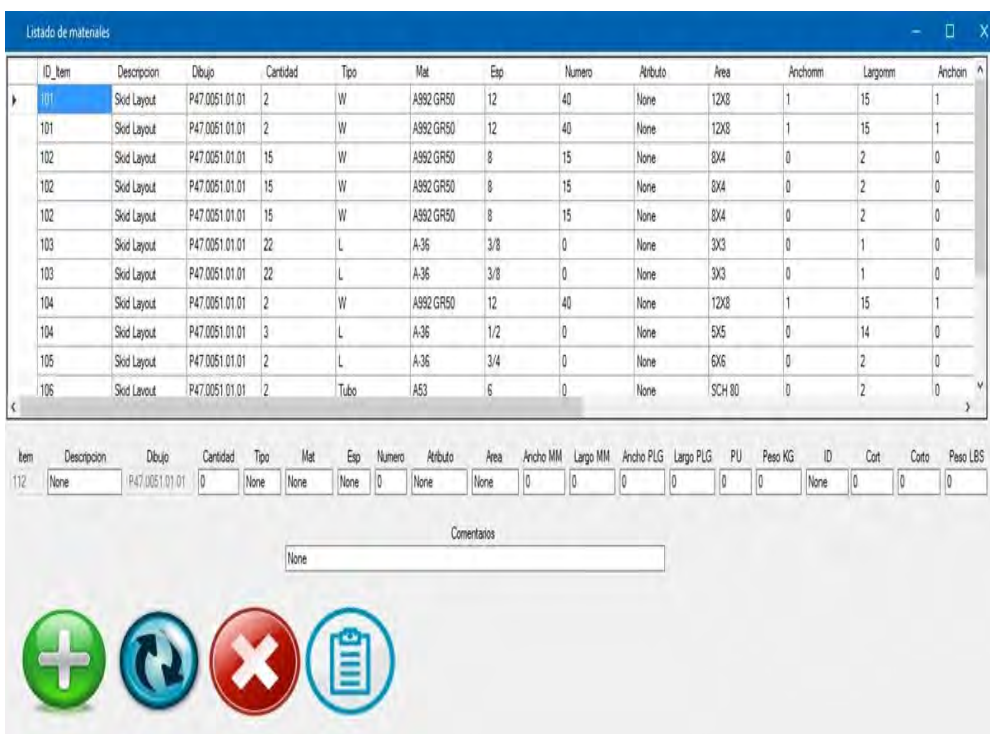 Listado de materiales
ID_Item Descripcion Dibujo Cantidad Tipo Mat Esp Numero Atributo Area Anchomm Largomm Anchoin
101 Skid Layout P47.0051.01.01 2 W A992 GR50 12 40 None 12X8 1 15 1
101 Skid Layout P47.0051.01.01 2 W A992 GR50 12 40 None 12X8 1 15 1
102 Skid Layout P47.0051.01.01 15 W A992 GR50 8 15 None 8X4 0 2 0
102 Skid Layout P47.0051.01.01 15 W A992 GR50 8 15 None 8X4 0 2 0
102 Skid Layout P47.0051.01.01 15 W A992 GR50 8 15 None 8X4 0 2 0
103 Skid Layout P47.0051.01.01 22 L A-36 3/8 0 None 3X3 0 1 0
103 Skid Layout P47.0051.01.01 22 L A-36 3/8 0 None 3X3 0 1 0
104 Skid Layout P47.0051.01.01 2 W A992 GR50 12 40 None 12X8 1 15 1
104 Skid Layout P47.0051.01.01 3 L A-36 1/2 0 None 5X5 0 14 0
105 Skid Layout P47.0051.01.01 2 L A-36 3/4 0 None 6X6 0 2 0
106 Skid Layout P47.0051.01.01 2 Tubo A53 6 0 None SCH 80 0 2 0
Item Descripcion Dibujo Cantidad Tipo Mat Esp Numero Atributo Area Ancho MM Largo MM Ancho PLG Largo PLG PU Peso KG ID Cort Corto Peso LBS
112 None P47.0051.01.01 0 None None None 0 None None 0 0 0 0 0 0 None 0 0 0
Comentarios
None